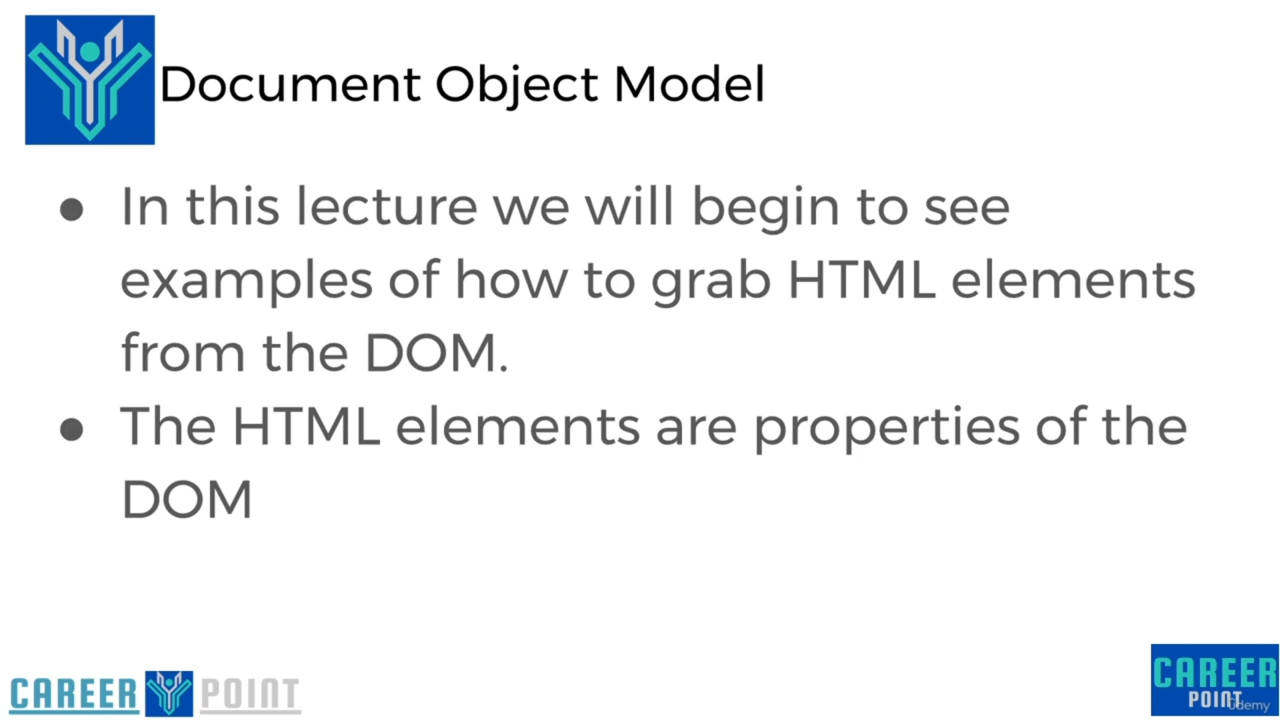 Document Object Model
● In this lecture we will begin to see
examples of how to grab HTML elements
from the DOM.
● The HTML elements are properties of the
DOM
CAREER POINT
CAREER
POINT
Udemy